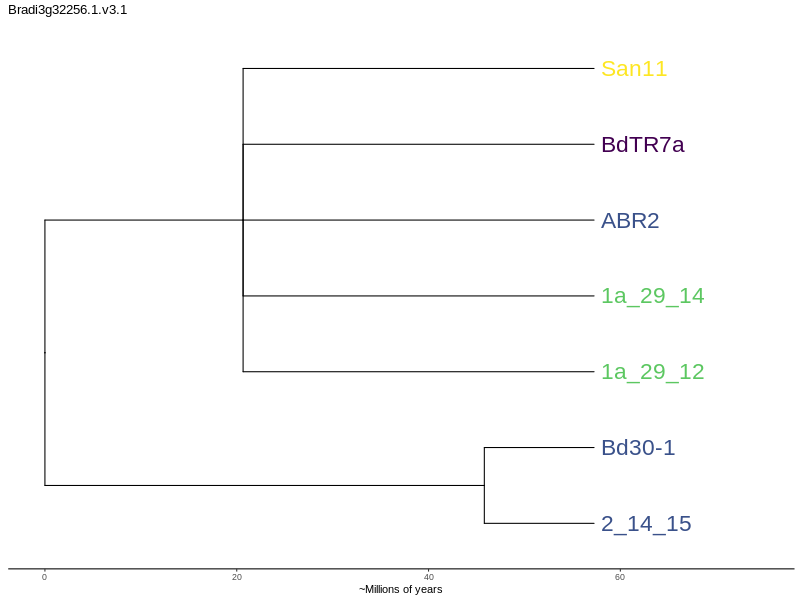 Bradi3g32256.1.v3.1
San11
BdTR7a
ABR2
1a_29_14
1a_29_12
Bd30-1
2_14_15
0 20 40 60
~Millions of years